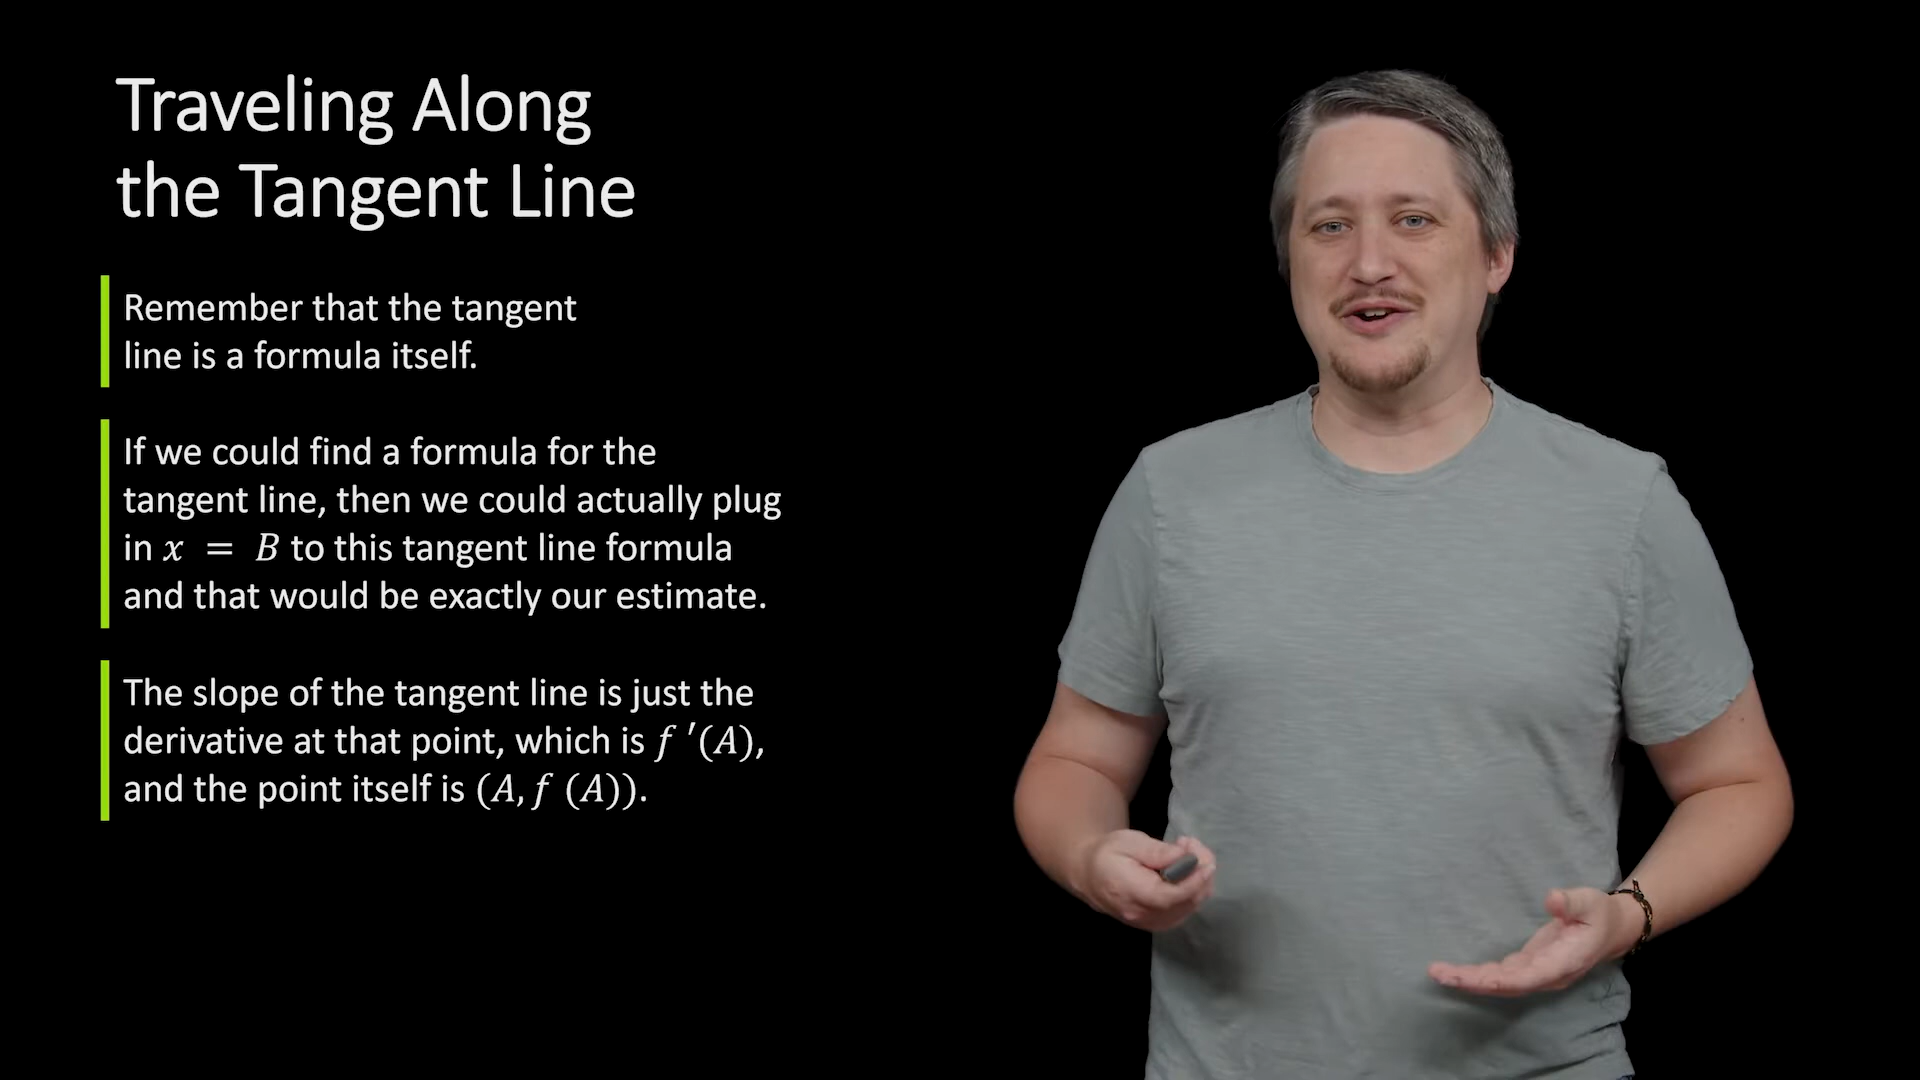 Traveling Along
the Tangent Line
Remember that the tangent
line is a formula itself.
If we could find a formula for the
tangent line, then we could actually plug
in x = B to this tangent line formula
and that would be exactly our estimate.
The slope of the tangent line is just the
derivative at that point, which is f ′(A),
and the point itself is (A, f (A)).